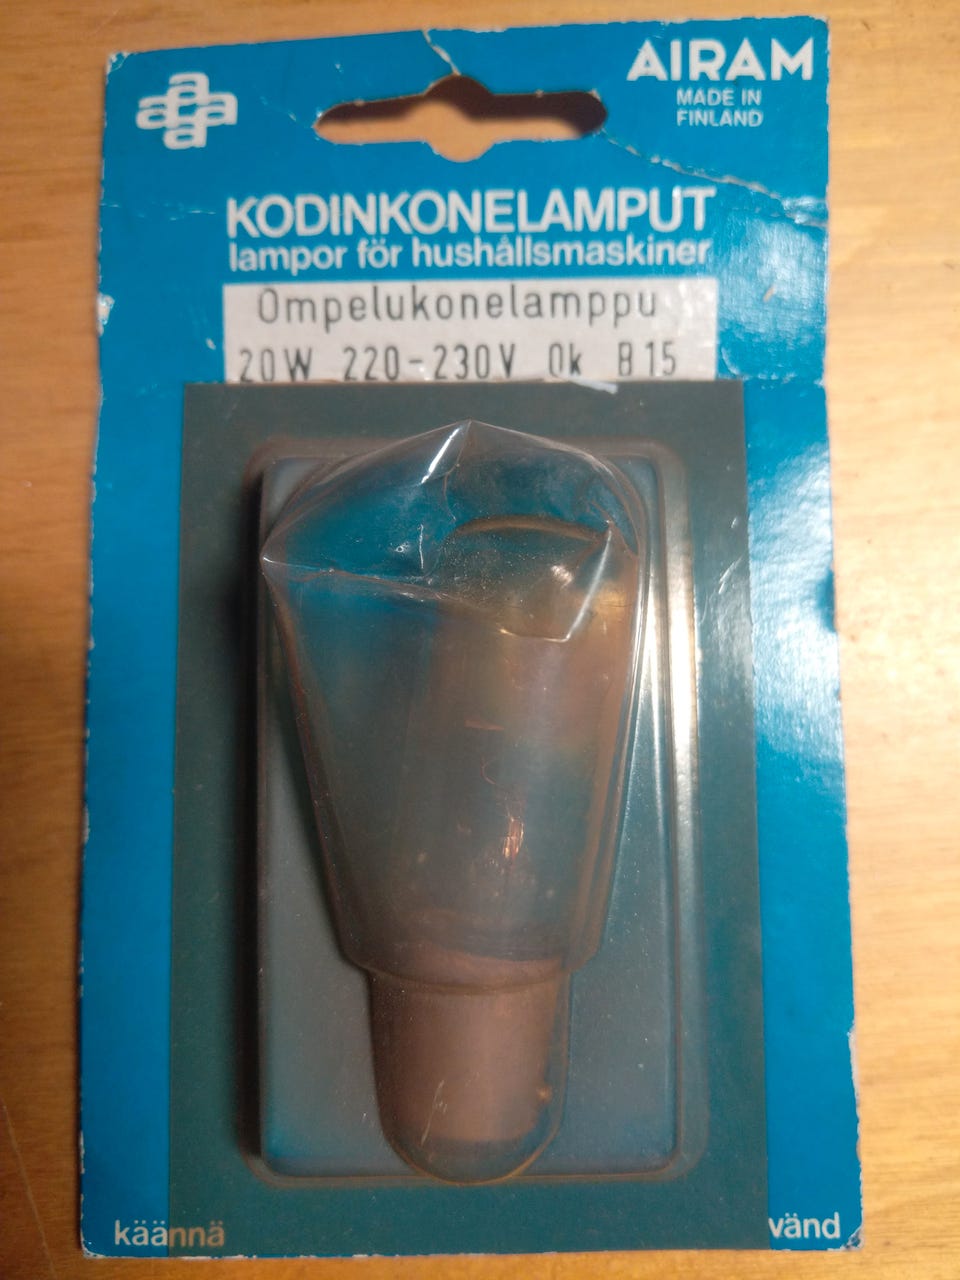 a
a a a
a
AIRAM
MADE IN
FINLAND
KODINKONELAMPUT
lampor för hushållsmaskiner
Ompelukonelamppu
20W 220-230V Ok B15
käännä
vänd